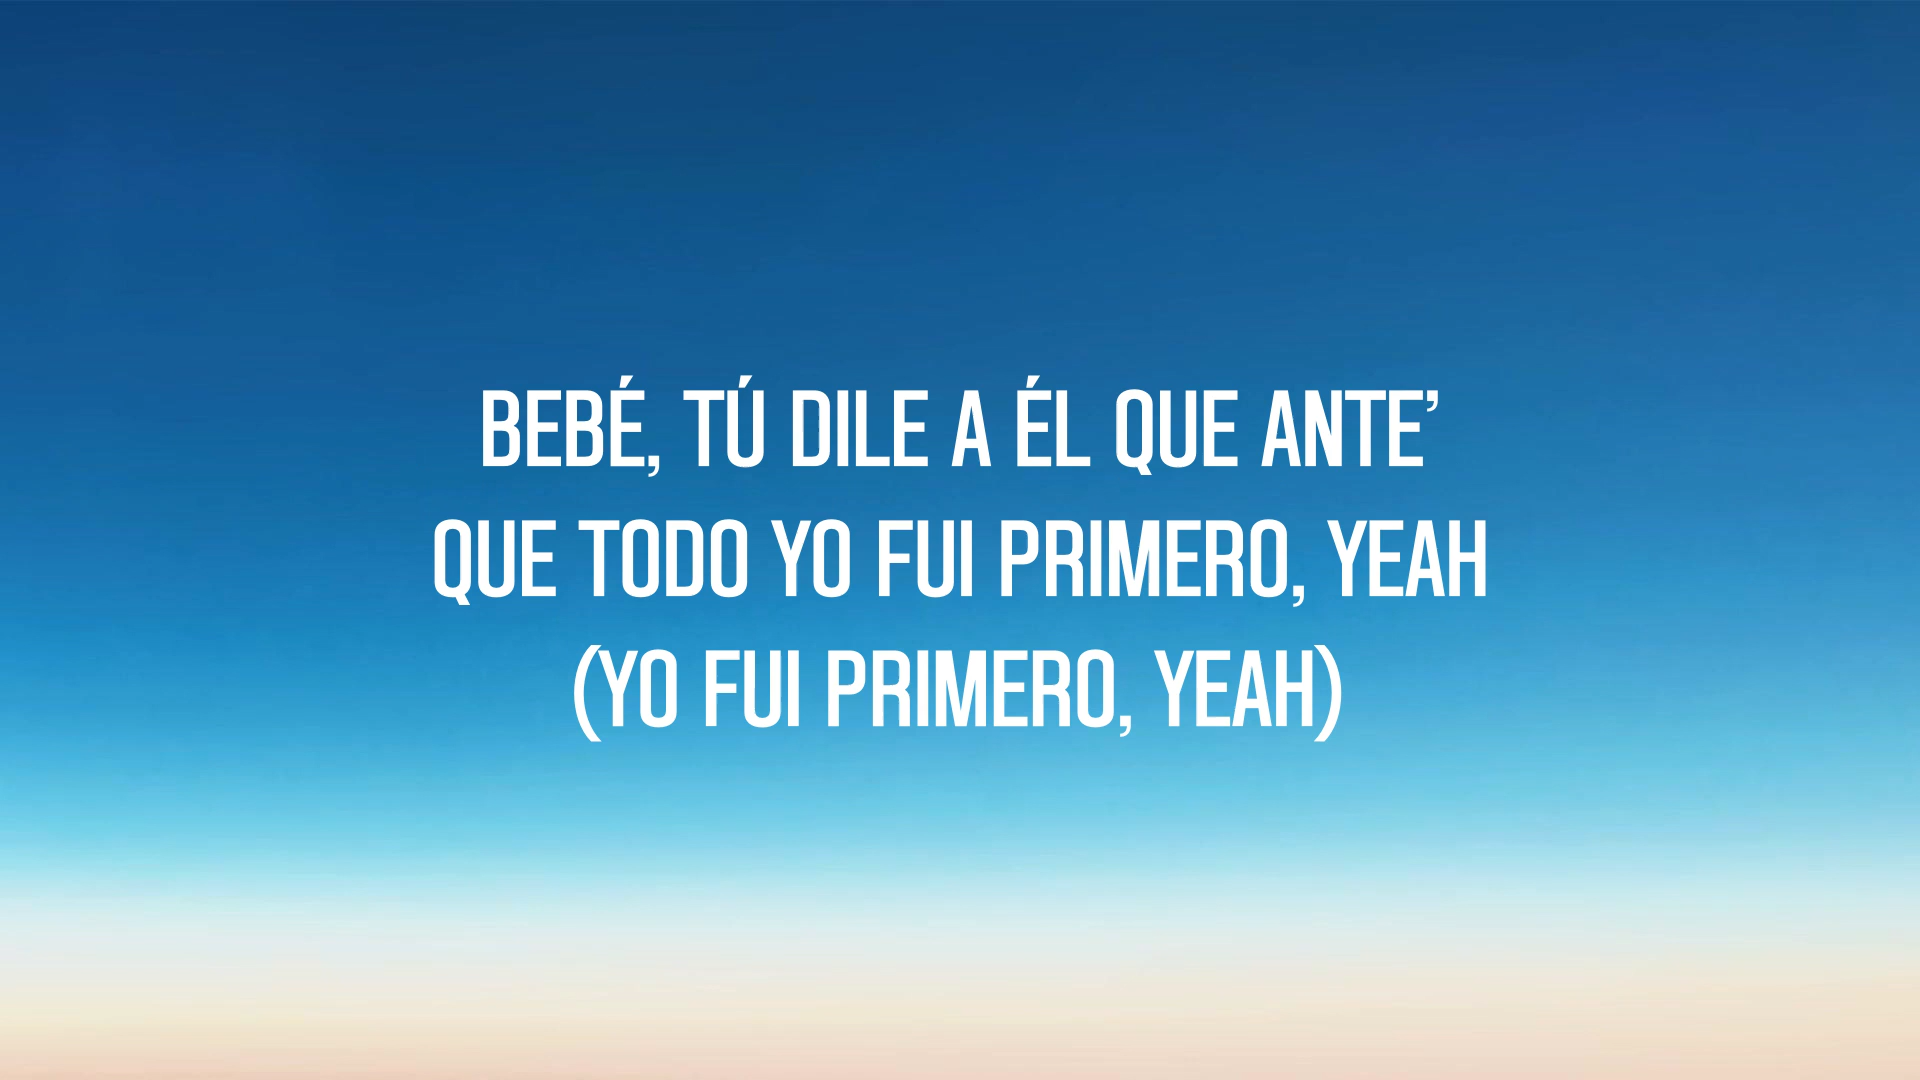 BEBÉ, TÚ DILE A ÉL QUE ANTE’
QUE TODO YO FUI PRIMERO, YEAH
(YO FUI PRIMERO, YEAH)